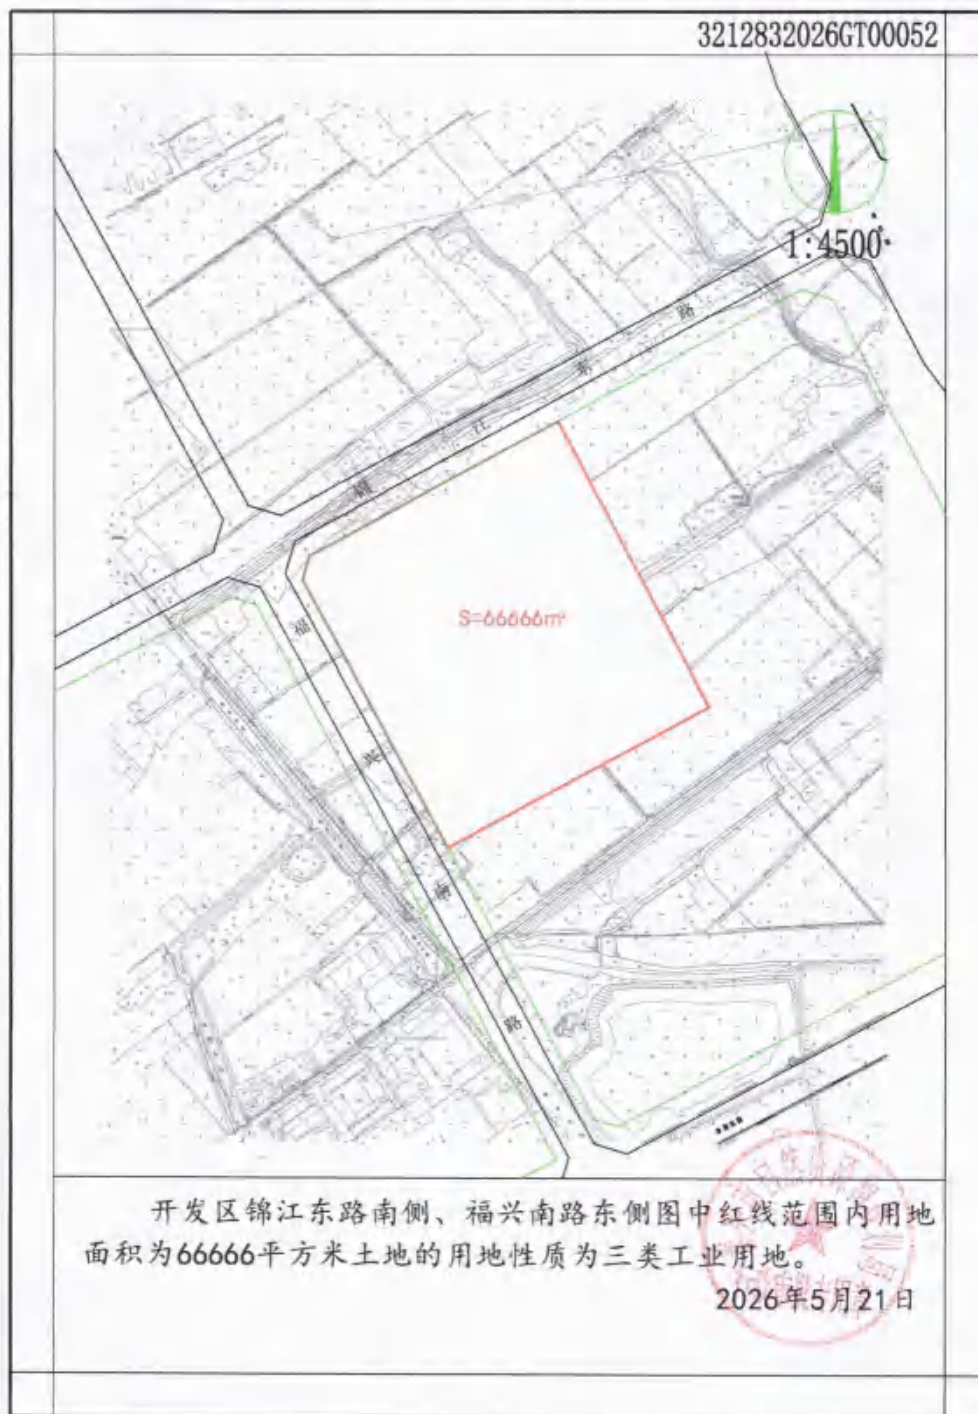 3212832026GT00052
1:4500
路
东
江
锦
S=66666m²
福
兴
南
路
开发区锦江东路南侧、福兴南路东侧图中红线范围内用地
面积为66666平方米土地的用地性质为三类工业用地。
2026年5月21日